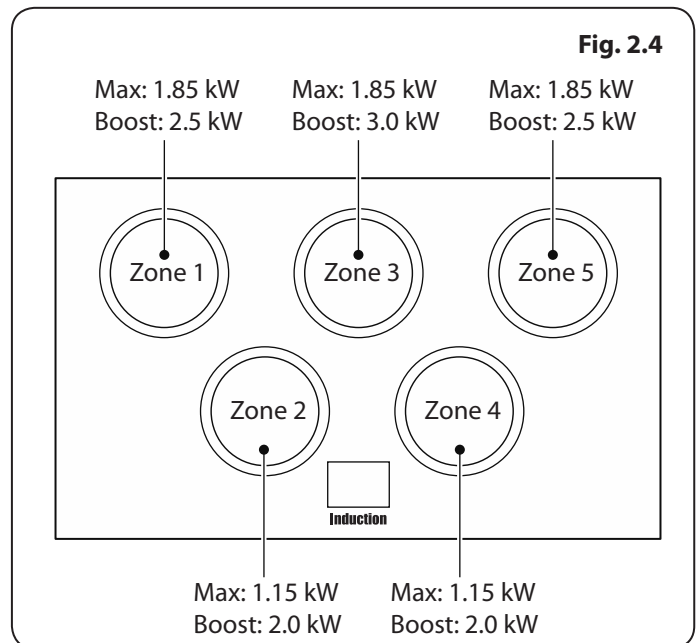 Fig. 2.4
Max: 1.85 kW
Boost: 2.5 kW
Max: 1.85 kW
Boost: 3.0 kW
Max: 1.85 kW
Boost: 2.5 kW
Zone 1
Zone 3
Zone 5
Zone 2
Zone 4
Induction
Max: 1.15 kW
Boost: 2.0 kW
Max: 1.15 kW
Boost: 2.0 kW